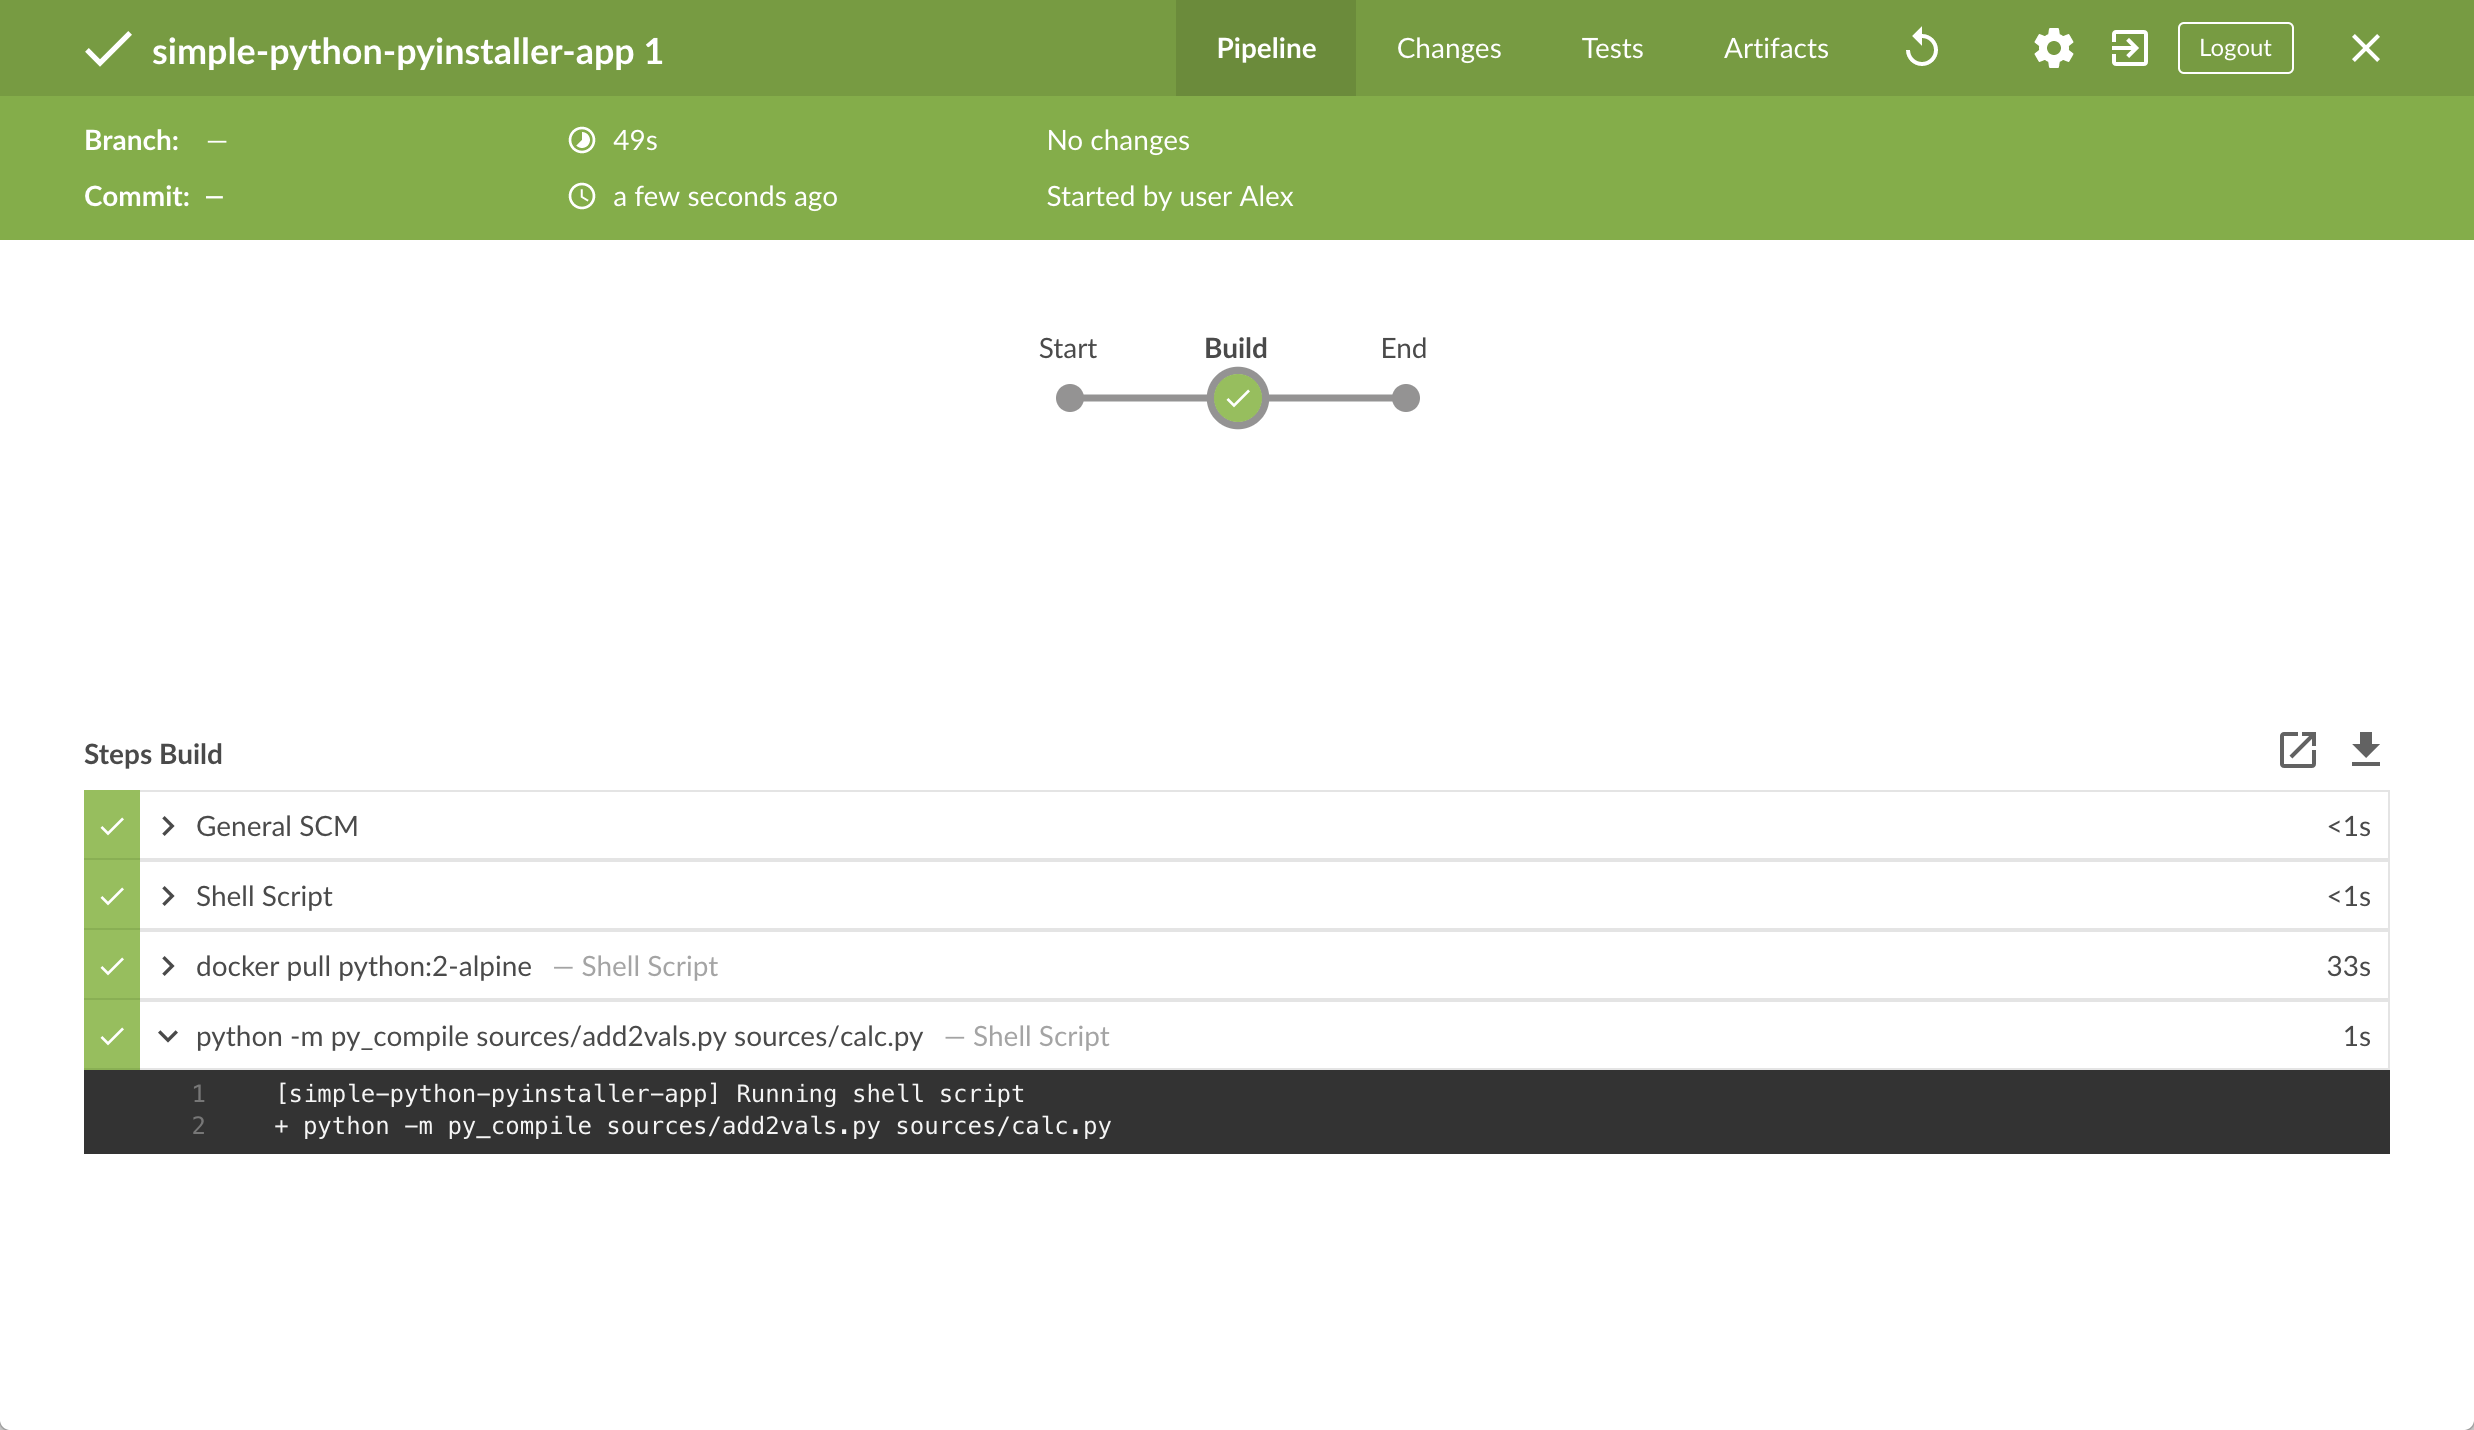 simple-python-pyinstaller-app 1
Pipeline
Changes
Tests
Artifacts
Logout
Branch: —
49s
No changes
Commit: —
a few seconds ago
Started by user Alex
Start
Build
End
Steps Build
General SCM
<1s
Shell Script
<1s
docker pull python:2-alpine — Shell Script
33s
python -m py_compile sources/add2vals.py sources/calc.py — Shell Script
1s
1 [simple-python-pyinstaller-app] Running shell script
2 + python -m py_compile sources/add2vals.py sources/calc.py